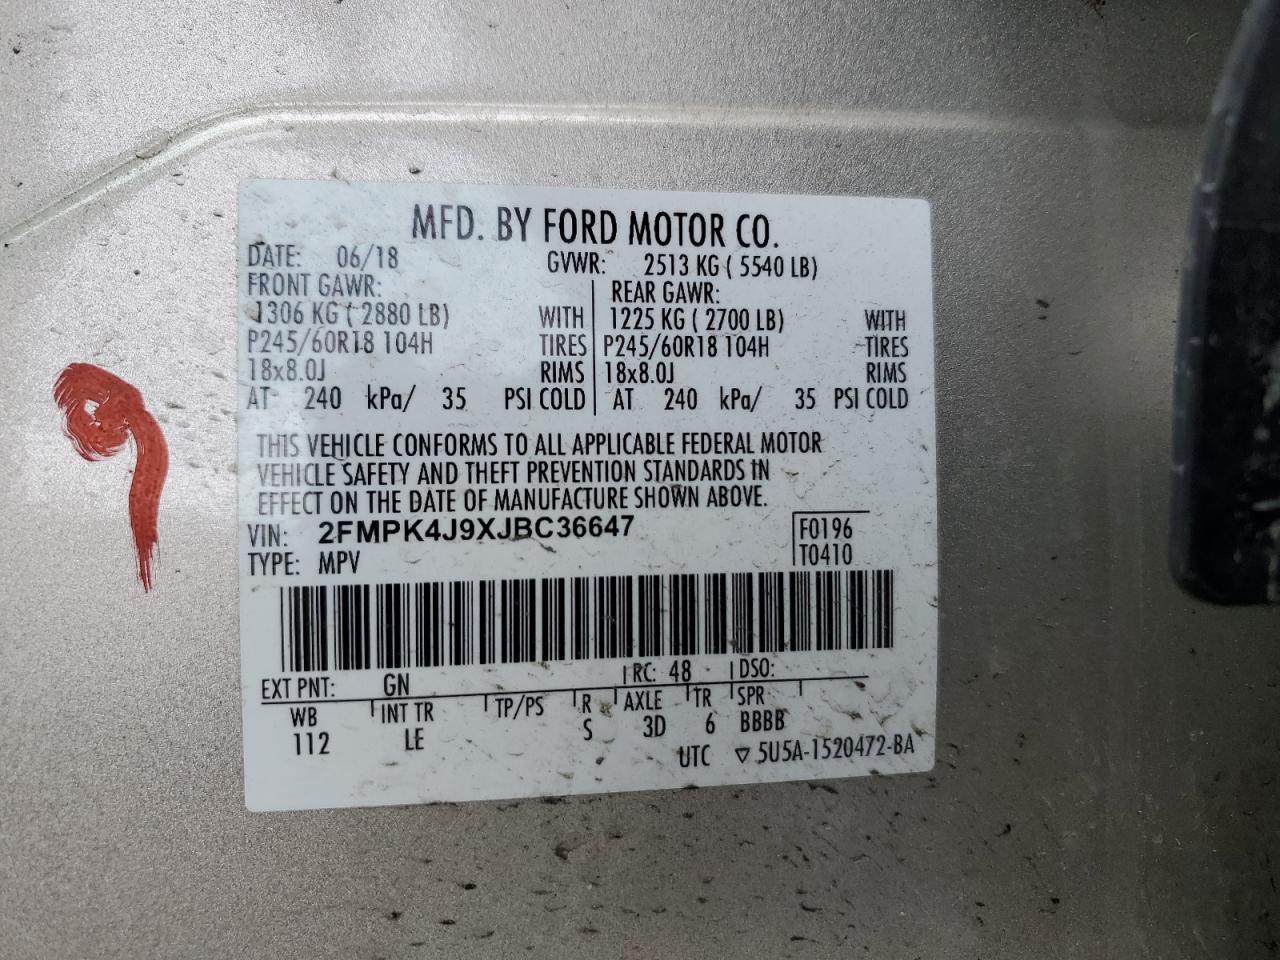 MFD. BY FORD MOTOR CO.
DATE: 06/18 GVWR: 2513 KG ( 5540 LB)
FRONT GAWR: REAR GAWR:
1306 KG ( 2880 LB) WITH 1225 KG ( 2700 LB) WITH
P245/60R18 104H TIRES P245/60R18 104H TIRES
18x8.0J RIMS 18x8.0J RIMS
AT 240 kPa/ 35 PSI COLD AT 240 kPa/ 35 PSI COLD
THIS VEHICLE CONFORMS TO ALL APPLICABLE FEDERAL MOTOR
VEHICLE SAFETY AND THEFT PREVENTION STANDARDS IN
EFFECT ON THE DATE OF MANUFACTURE SHOWN ABOVE.
VIN: 2FMPK4J9XJBC36647 F0196
TYPE: MPV T0410
EXT PNT: GN RC: 48 DSO:
WB INT TR TP/PS R AXLE TR SPR
112 LE S 3D 6 BBBB
UTC ▽ 5U5A-1520472-BA